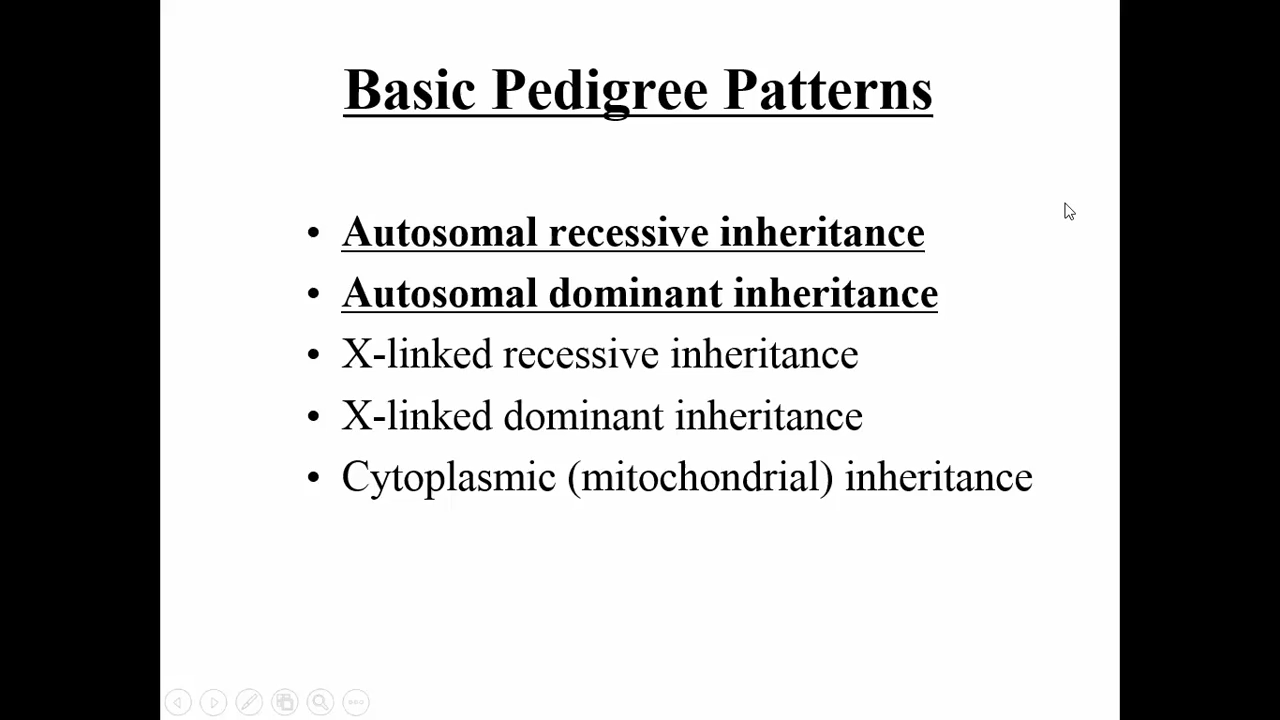 Basic Pedigree Patterns
• Autosomal recessive inheritance
• Autosomal dominant inheritance
• X-linked recessive inheritance
• X-linked dominant inheritance
• Cytoplasmic (mitochondrial) inheritance